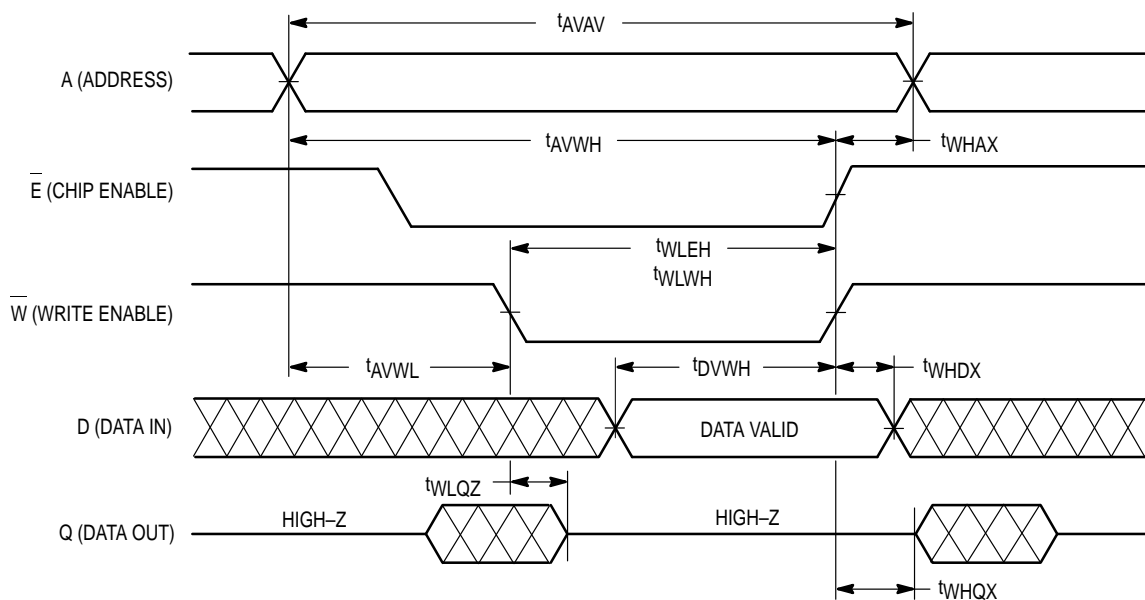 tAVAV
A (ADDRESS)
tAVWH
tWHAX
E̅ (CHIP ENABLE)
tWLEH
tWLWH
W̅ (WRITE ENABLE)
tAVWL
tDVWH
tWHDX
D (DATA IN)
DATA VALID
tWLQZ
Q (DATA OUT)
HIGH–Z
HIGH–Z
tWHQX